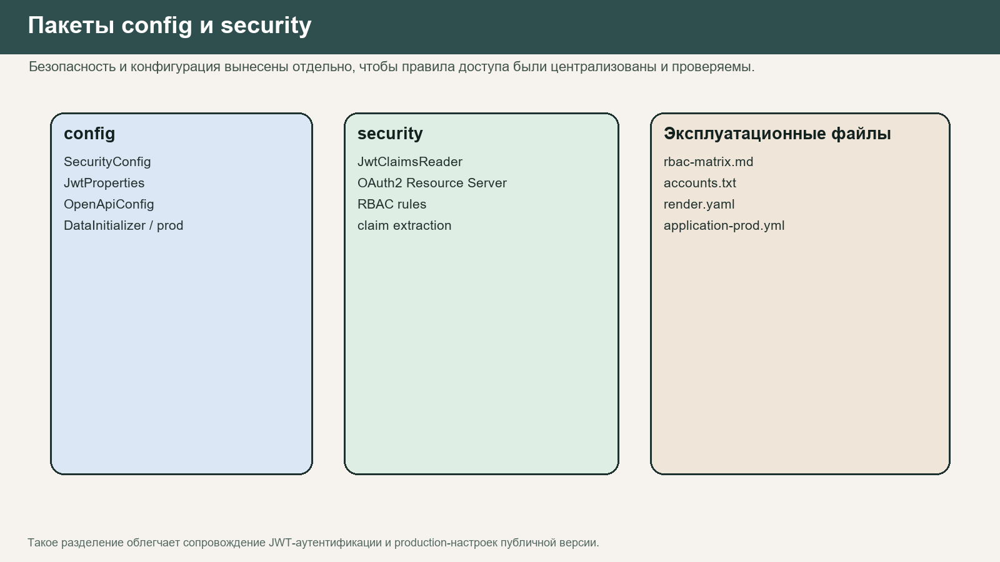 Пакеты config и security
Безопасность и конфигурация вынесены отдельно, чтобы правила доступа были централизованы и проверяемы.
config
SecurityConfig
JwtProperties
OpenApiConfig
DataInitializer / prod
security
JwtClaimsReader
OAuth2 Resource Server
RBAC rules
claim extraction
Эксплуатационные файлы
rbac-matrix.md
accounts.txt
render.yaml
application-prod.yml
Такое разделение облегчает сопровождение JWT-аутентификации и production-настроек публичной версии.